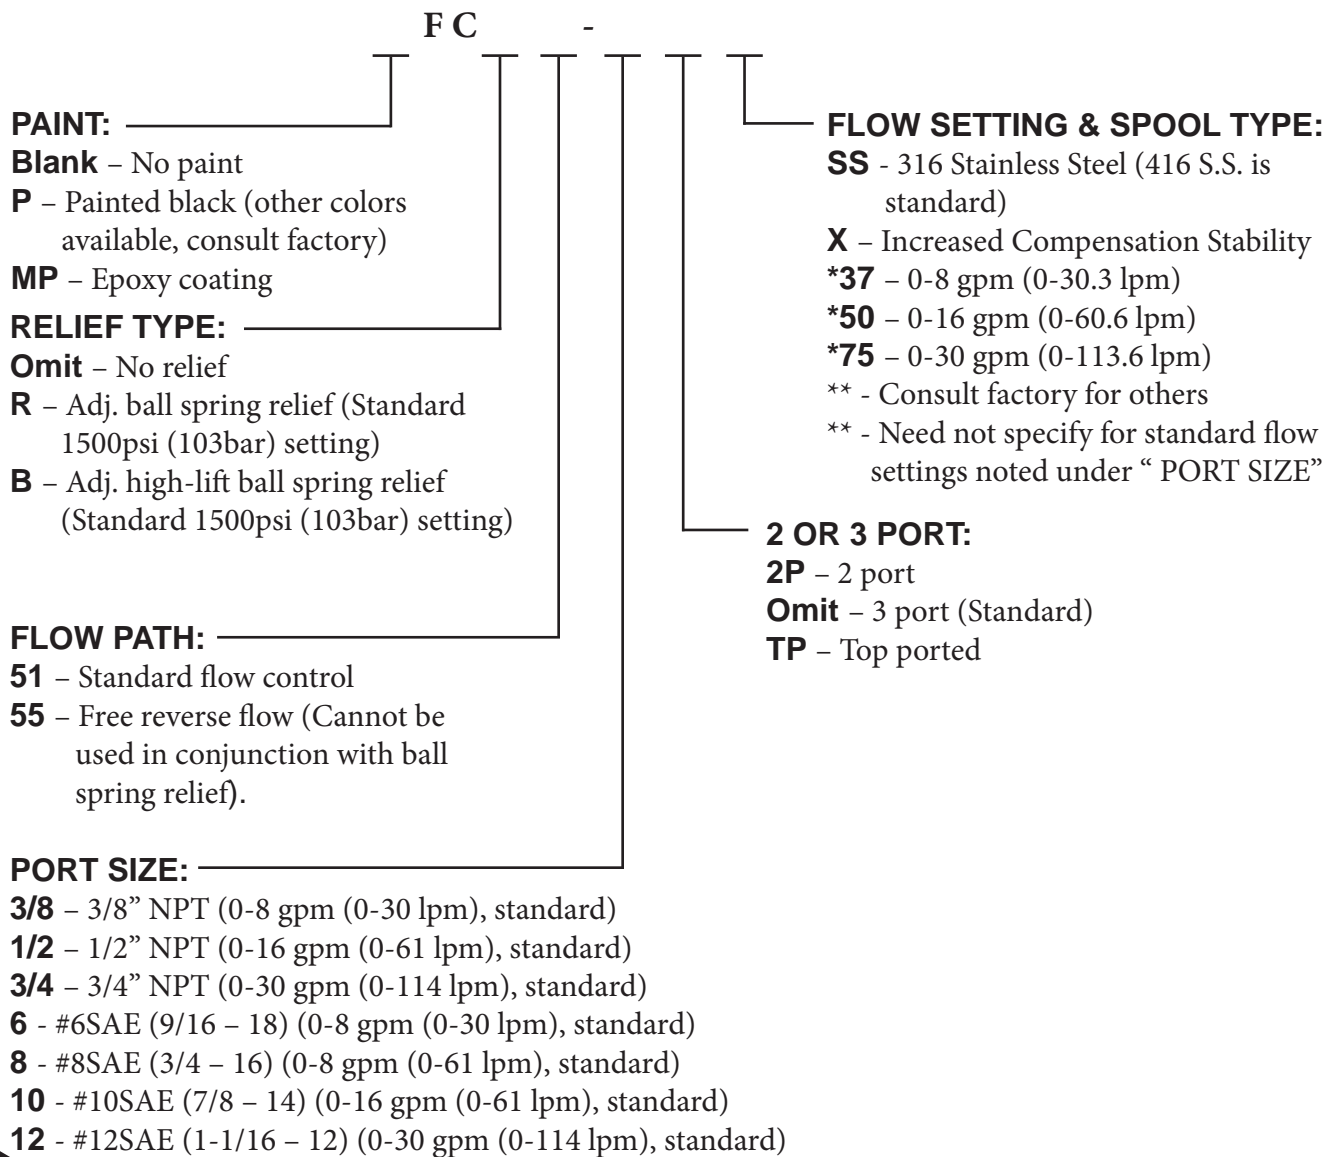 F C -
PAINT:
Blank – No paint
P – Painted black (other colors
available, consult factory)
MP – Epoxy coating
RELIEF TYPE:
Omit – No relief
R – Adj. ball spring relief (Standard
1500psi (103bar) setting)
B – Adj. high-lift ball spring relief
(Standard 1500psi (103bar) setting)
FLOW PATH:
51 – Standard flow control
55 – Free reverse flow (Cannot be
used in conjunction with ball
spring relief).
PORT SIZE:
3/8 – 3/8” NPT (0-8 gpm (0-30 lpm), standard)
1/2 – 1/2” NPT (0-16 gpm (0-61 lpm), standard)
3/4 – 3/4” NPT (0-30 gpm (0-114 lpm), standard)
6 - #6SAE (9/16 – 18) (0-8 gpm (0-30 lpm), standard)
8 - #8SAE (3/4 – 16) (0-8 gpm (0-61 lpm), standard)
10 - #10SAE (7/8 – 14) (0-16 gpm (0-61 lpm), standard)
12 - #12SAE (1-1/16 – 12) (0-30 gpm (0-114 lpm), standard)
FLOW SETTING & SPOOL TYPE:
SS - 316 Stainless Steel (416 S.S. is
standard)
X – Increased Compensation Stability
*37 – 0-8 gpm (0-30.3 lpm)
*50 – 0-16 gpm (0-60.6 lpm)
*75 – 0-30 gpm (0-113.6 lpm)
** - Consult factory for others
** - Need not specify for standard flow
settings noted under “ PORT SIZE”
2 OR 3 PORT:
2P – 2 port
Omit – 3 port (Standard)
TP – Top ported